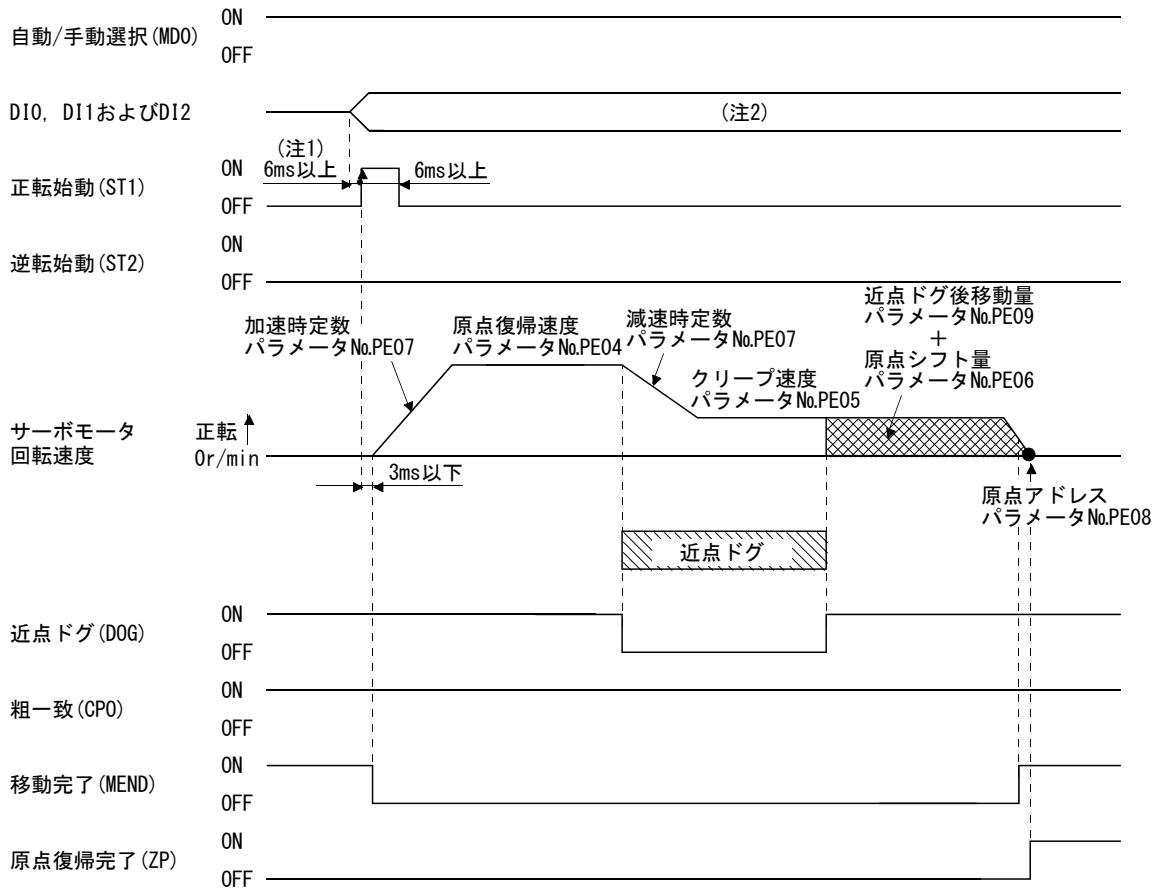 ON
自動/手動選択(MD0)
OFF
DI0, DI1およびDI2
(注2)
(注1)
6ms以上
6ms以上
ON
正転始動(ST1)
OFF
ON
逆転始動(ST2)
OFF
加速時定数
パラメータNo.PE07
原点復帰速度
パラメータNo.PE04
減速時定数
パラメータNo.PE07
クリープ速度
パラメータNo.PE05
近点ドグ後移動量
パラメータNo.PE09
+
原点シフト量
パラメータNo.PE06
サーボモータ
回転速度
正転
0r/min
3ms以下
原点アドレス
パラメータNo.PE08
近点ドグ
ON
近点ドグ(DOG)
OFF
ON
粗一致(CPO)
OFF
ON
移動完了(MEND)
OFF
ON
原点復帰完了(ZP)
OFF